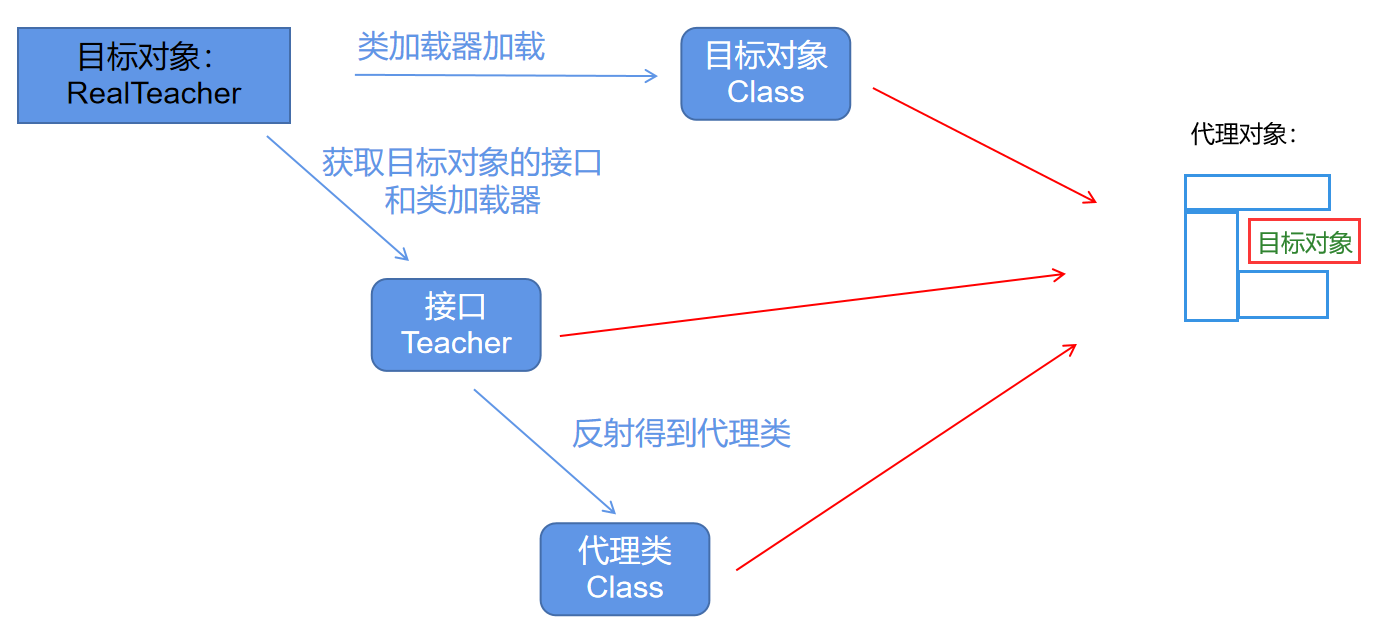 目标对象：
RealTeacher
类加载器加载
目标对象
Class
代理对象：
获取目标对象的接口
和类加载器
目标对象
接口
Teacher
反射得到代理类
代理类
Class